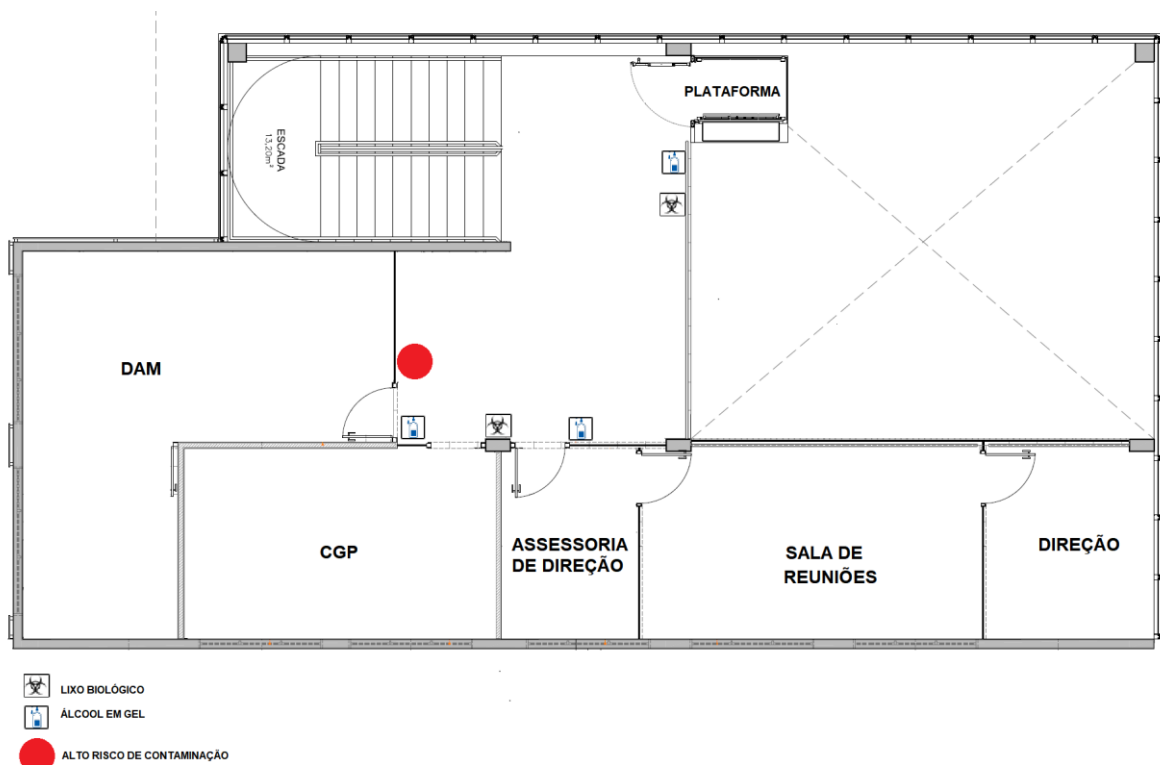 PLATAFORMA
ESCADA
13,20m²
DAM
CGP
ASSESSORIA
DE DIREÇÃO
SALA DE
REUNIÕES
DIREÇÃO
LIXO BIOLÓGICO
ÁLCOOL EM GEL
ALTO RISCO DE CONTAMINAÇÃO